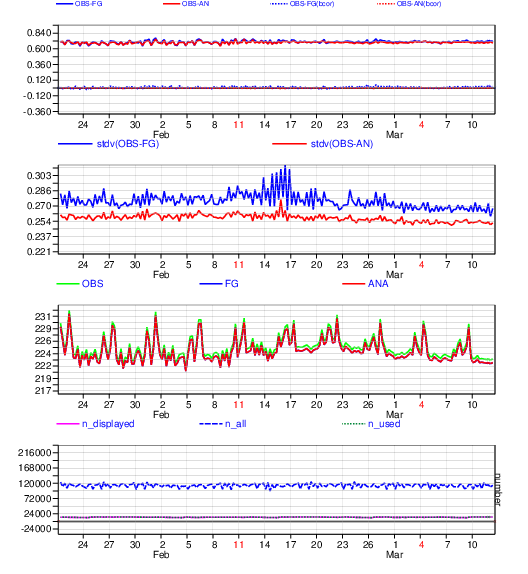 OBS-FG OBS-AN OBS-FG(bcor) OBS-AN(bcor)
0.840
0.600
0.360
0.120
-0.120
-0.360
24 27 30 2 5 8 11 14 17 20 23 26 1 4 7 10
Feb Mar
stdv(OBS-FG) stdv(OBS-AN)
0.303
0.286
0.270
0.254
0.237
0.221
24 27 30 2 5 8 11 14 17 20 23 26 1 4 7 10
Feb Mar
OBS FG ANA
231
229
226
224
222
219
217
24 27 30 2 5 8 11 14 17 20 23 26 1 4 7 10
Feb Mar
n_displayed n_all n_used
216000
168000
120000
72000
24000
-24000
number
24 27 30 2 5 8 11 14 17 20 23 26 1 4 7 10
Feb Mar